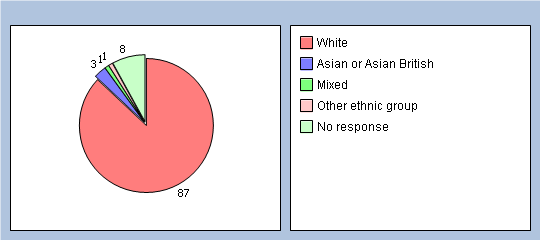 8
1
1
3
87
White
Asian or Asian British
Mixed
Other ethnic group
No response